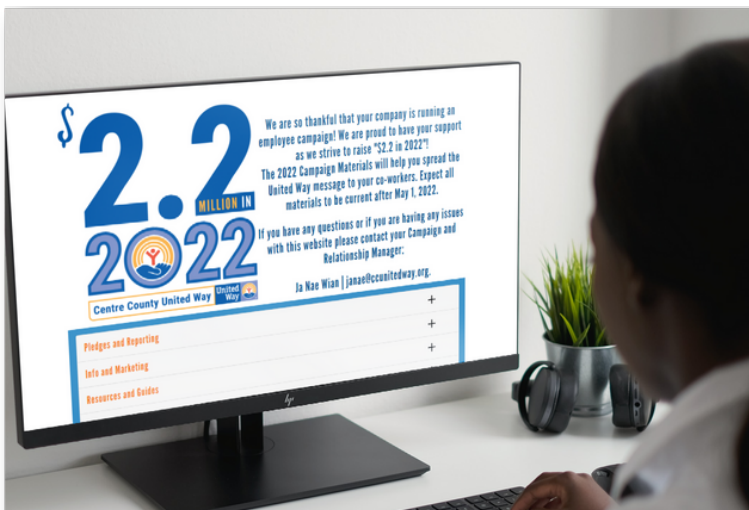 $2.2
MILLION IN
2022
Centre County United Way
United
Way
We are so thankful that your company is running an
employee campaign! We are proud to have your support
as we strive to raise "$2.2 in 2022"!
The 2022 Campaign Materials will help you spread the
United Way message to your co-workers. Expect all
materials to be current after May 1, 2022.
If you have any questions or if you are having any issues
with this website please contact your Campaign and
Relationship Manager:
Ja Nae Wian | janae@ccunitedway.org.
Pledges and Reporting +
Info and Marketing +
Resources and Guides +
hp